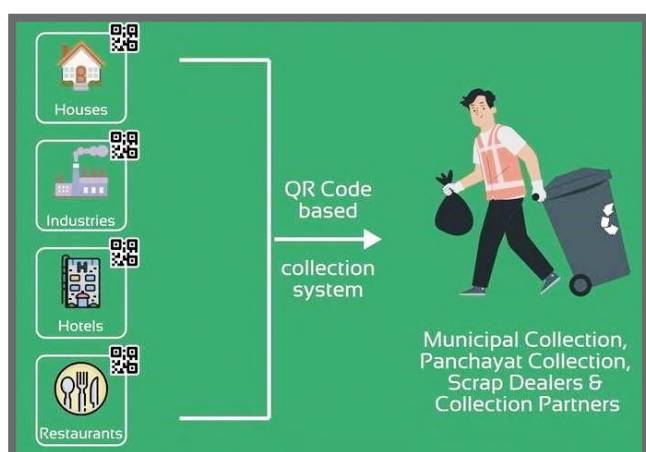 Houses
Industries
Hotels
Restaurants
QR Code
based
collection
system
Municipal Collection,
Panchayat Collection,
Scrap Dealers &
Collection Partners